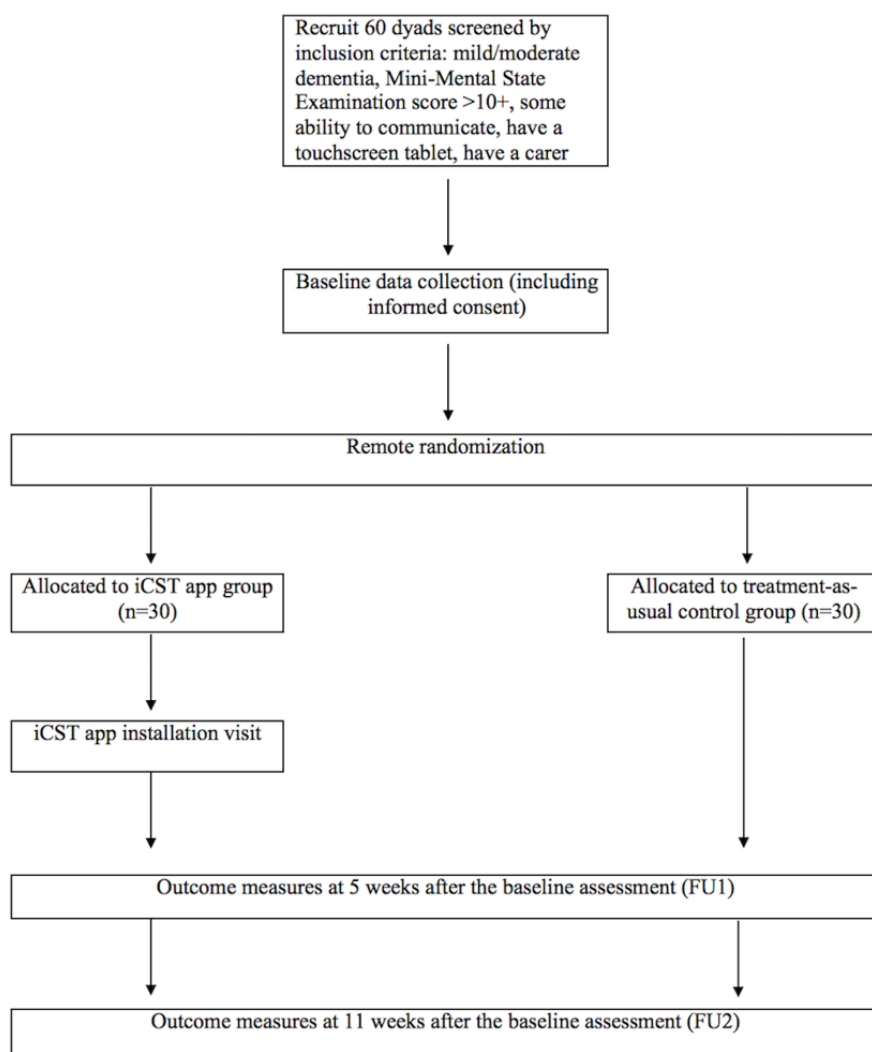 Recruit 60 dyads screened by
inclusion criteria: mild/moderate
dementia, Mini-Mental State
Examination score >10+, some
ability to communicate, have a
touchscreen tablet, have a carer
Baseline data collection (including
informed consent)
Remote randomization
Allocated to iCST app group
(n=30)
Allocated to treatment-as-
usual control group (n=30)
iCST app installation visit
Outcome measures at 5 weeks after the baseline assessment (FU1)
Outcome measures at 11 weeks after the baseline assessment (FU2)